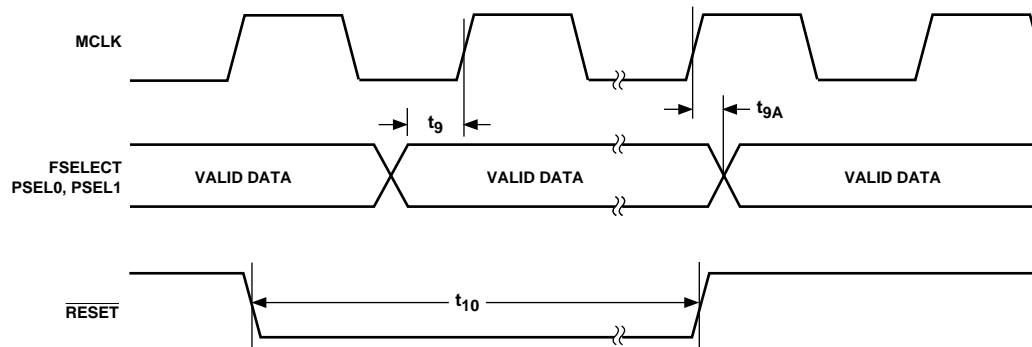 MCLK
t9
t9A
FSELECT
PSEL0, PSEL1
VALID DATA
VALID DATA
VALID DATA
RESET
t10